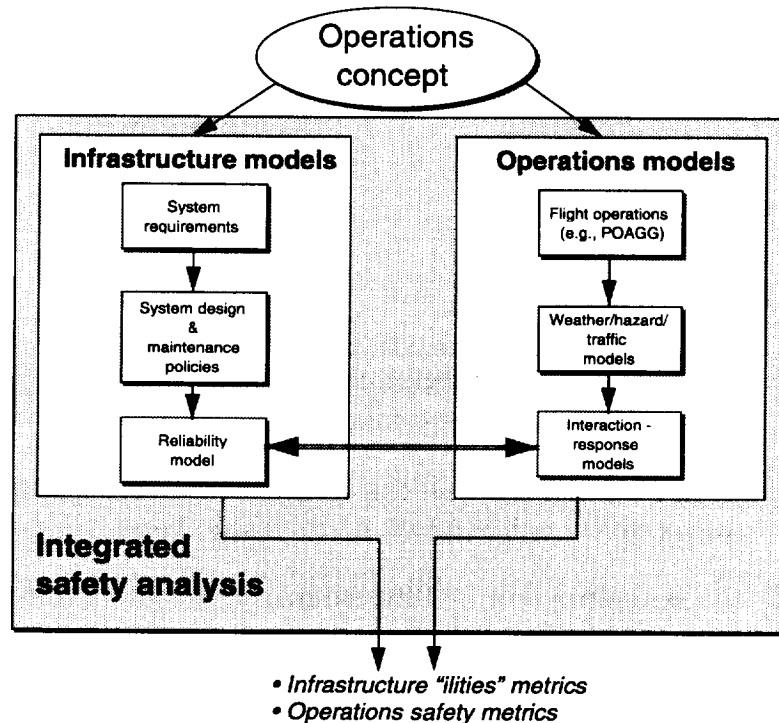 Operations
concept
Infrastructure models
System
requirements
System design
&
maintenance
policies
Reliability
model
Operations models
Flight operations
(e.g., POAGG)
Weather/hazard/
traffic
models
Interaction -
response
models
Integrated
safety analysis
• Infrastructure "ilities" metrics
• Operations safety metrics